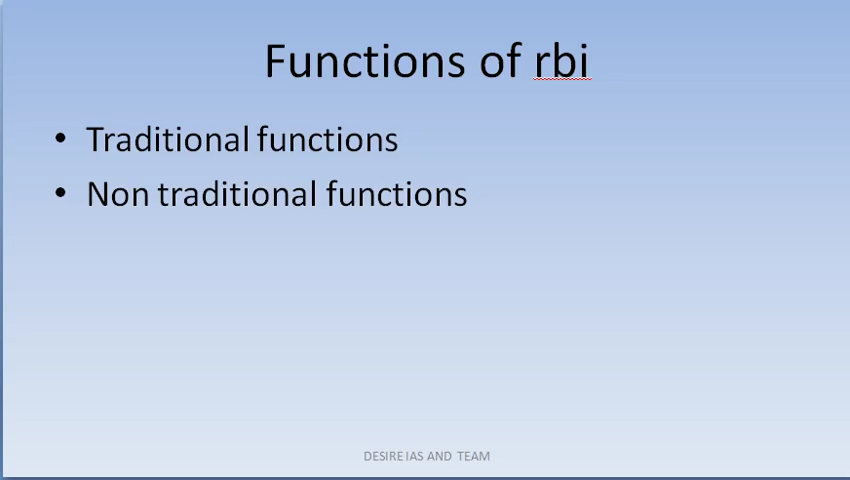 Functions of rbi
• Traditional functions
• Non traditional functions
DESIRE IAS AND TEAM